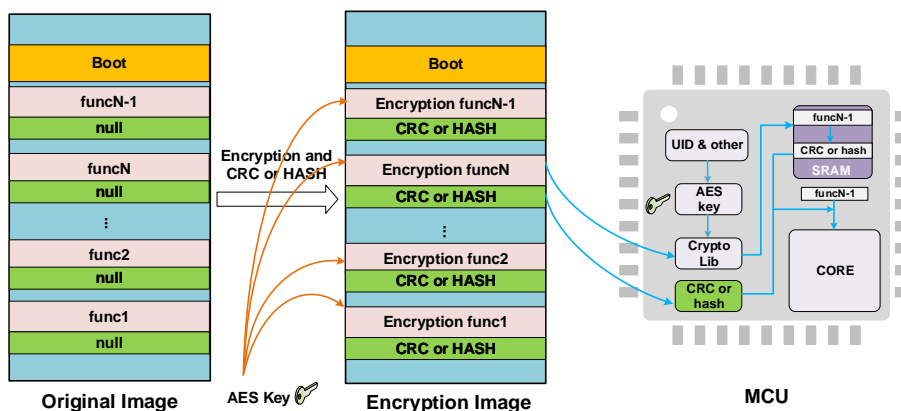 Boot
funcN-1
null
funcN
null
⋮
func2
null
func1
null
Original Image
Encryption and
CRC or HASH
AES Key
Boot
Encryption funcN-1
CRC or HASH
Encryption funcN
CRC or HASH
⋮
Encryption func2
CRC or HASH
Encryption func1
CRC or HASH
Encryption Image
UID & other
AES
key
Crypto
Lib
CRC or
hash
funcN-1
CRC or hash
SRAM
funcN-1
CORE
MCU